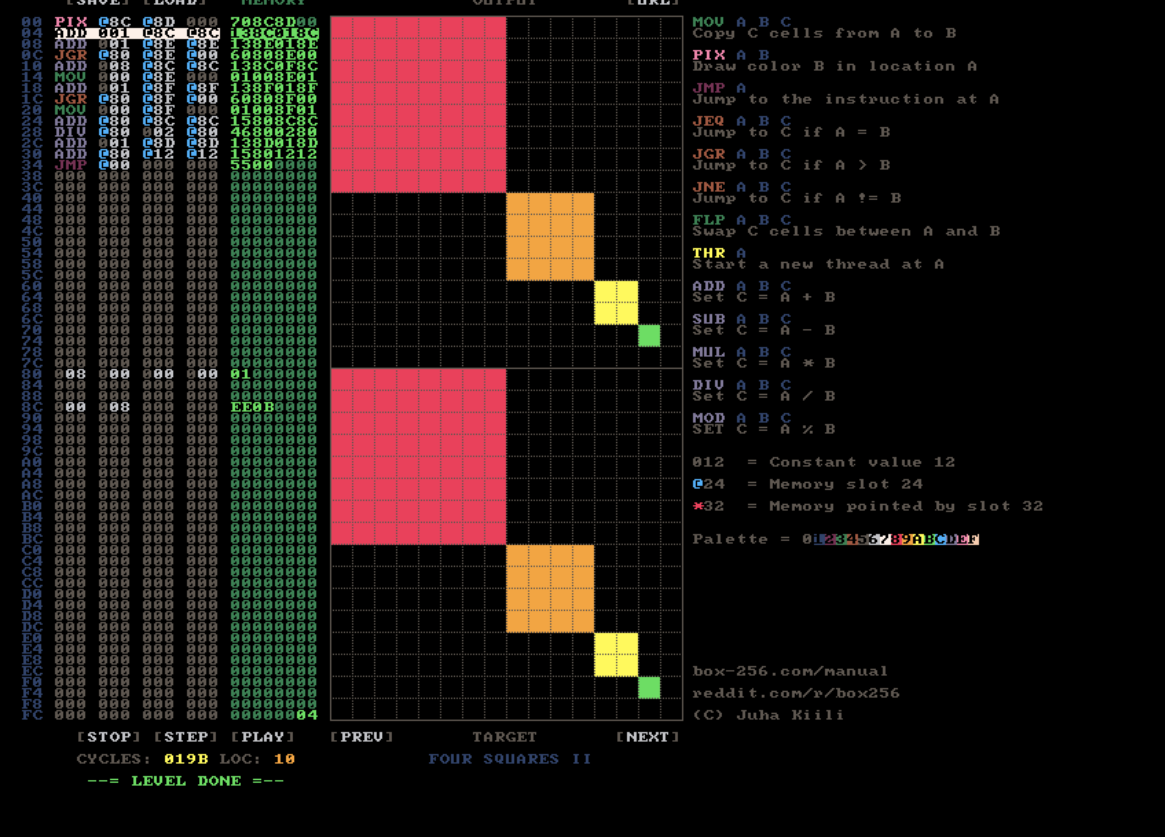 [SAVE] [LOAD] MEMORY OUTPUT [URL]
00 PIX @8C @8D 000 708C8D00
04 ADD 001 @8C @8C 138C018C
08 ADD 001 @8E @8E 138E018E
0C JGR @80 @8E @00 60808E00
10 ADD 008 @8C @8C 138C0F8C
14 MOV 000 @8E 000 01008E01
18 ADD 001 @8F @8F 138F018F
1C JGR @80 @8F @00 60808F00
20 MOV 000 @8F 000 01008F01
24 ADD @80 @8C @8C 15808C8C
28 DIV @80 002 @80 46800280
2C ADD 001 @8D @8D 138D018D
30 ADD @80 @12 @12 15801212
34 JMP @00 000 000 55000000
38 000 000 000 000 00000000
3C 000 000 000 000 00000000
40 000 000 000 000 00000000
44 000 000 000 000 00000000
48 000 000 000 000 00000000
4C 000 000 000 000 00000000
50 000 000 000 000 00000000
54 000 000 000 000 00000000
58 000 000 000 000 00000000
5C 000 000 000 000 00000000
60 000 000 000 000 00000000
64 000 000 000 000 00000000
68 000 000 000 000 00000000
6C 000 000 000 000 00000000
70 000 000 000 000 00000000
74 000 000 000 000 00000000
78 000 000 000 000 00000000
7C 000 000 000 000 00000000
80 008 000 000 000 01000000
84 000 000 000 000 00000000
88 000 000 000 000 00000000
8C 000 008 000 000 EE0B0000
90 000 000 000 000 00000000
94 000 000 000 000 00000000
98 000 000 000 000 00000000
9C 000 000 000 000 00000000
A0 000 000 000 000 00000000
A4 000 000 000 000 00000000
A8 000 000 000 000 00000000
AC 000 000 000 000 00000000
B0 000 000 000 000 00000000
B4 000 000 000 000 00000000
B8 000 000 000 000 00000000
BC 000 000 000 000 00000000
C0 000 000 000 000 00000000
C4 000 000 000 000 00000000
C8 000 000 000 000 00000000
CC 000 000 000 000 00000000
D0 000 000 000 000 00000000
D4 000 000 000 000 00000000
D8 000 000 000 000 00000000
DC 000 000 000 000 00000000
E0 000 000 000 000 00000000
E4 000 000 000 000 00000000
E8 000 000 000 000 00000000
EC 000 000 000 000 00000000
F0 000 000 000 000 00000000
F4 000 000 000 000 00000000
F8 000 000 000 000 00000000
FC 000 000 000 000 00000004
[STOP] [STEP] [PLAY] [PREV] TARGET [NEXT]
CYCLES: 019B LOC: 10 FOUR SQUARES II
--= LEVEL DONE =--
MOV A B C
Copy C cells from A to B
PIX A B
Draw color B in location A
JMP A
Jump to the instruction at A
JEQ A B C
Jump to C if A = B
JGR A B C
Jump to C if A > B
JNE A B C
Jump to C if A != B
FLP A B C
Swap C cells between A and B
THR A
Start a new thread at A
ADD A B C
Set C = A + B
SUB A B C
Set C = A - B
MUL A B C
Set C = A * B
DIV A B C
Set C = A / B
MOD A B C
SET C = A % B
012 = Constant value 12
@24 = Memory slot 24
*32 = Memory pointed by slot 32
Palette = 0123456789ABCDEF
box-256.com/manual
reddit.com/r/box256
(C) Juha Kiili